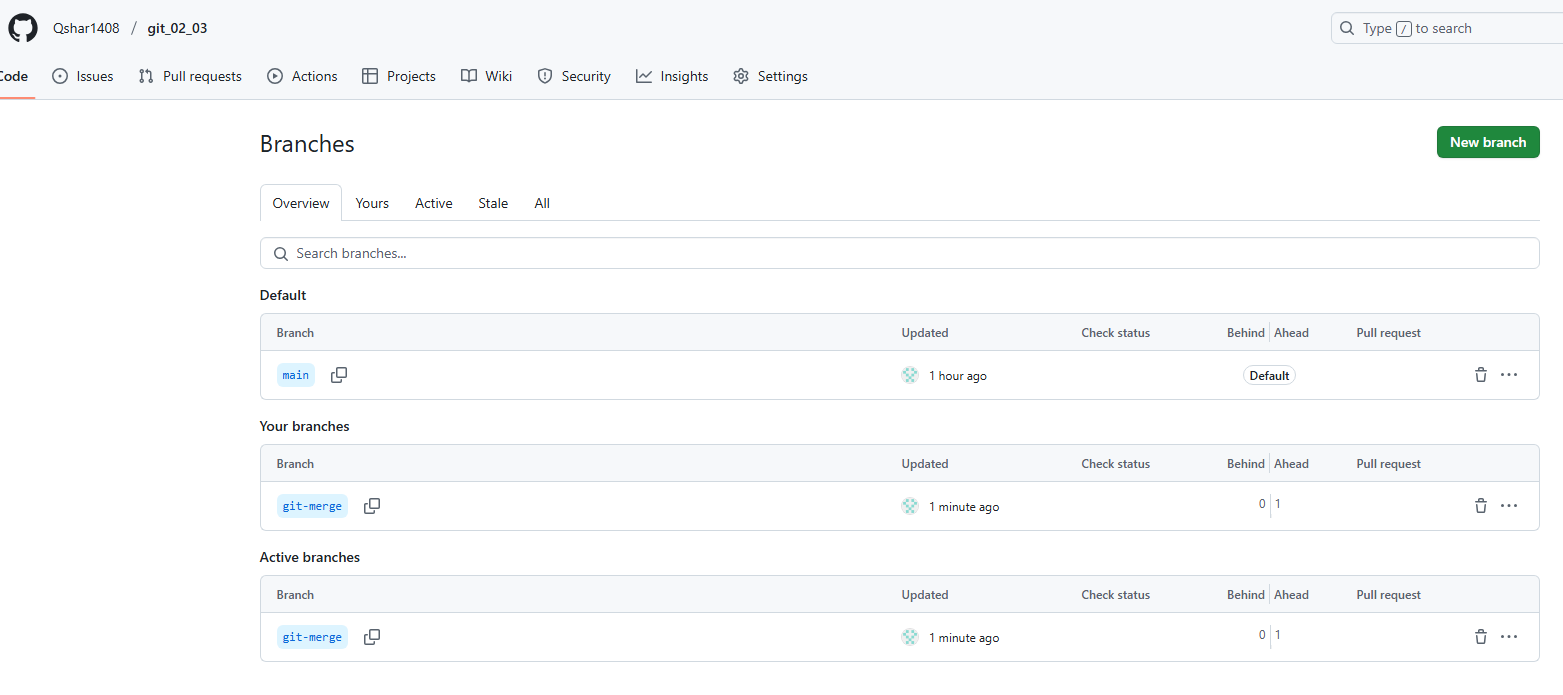 Qshar1408 / git_02_03
Type / to search
Code Issues Pull requests Actions Projects Wiki Security Insights Settings
Branches
New branch
Overview Yours Active Stale All
Search branches...
Default
Branch Updated Check status Behind Ahead Pull request
main 1 hour ago Default
Your branches
Branch Updated Check status Behind Ahead Pull request
git-merge 1 minute ago 0 1
Active branches
Branch Updated Check status Behind Ahead Pull request
git-merge 1 minute ago 0 1